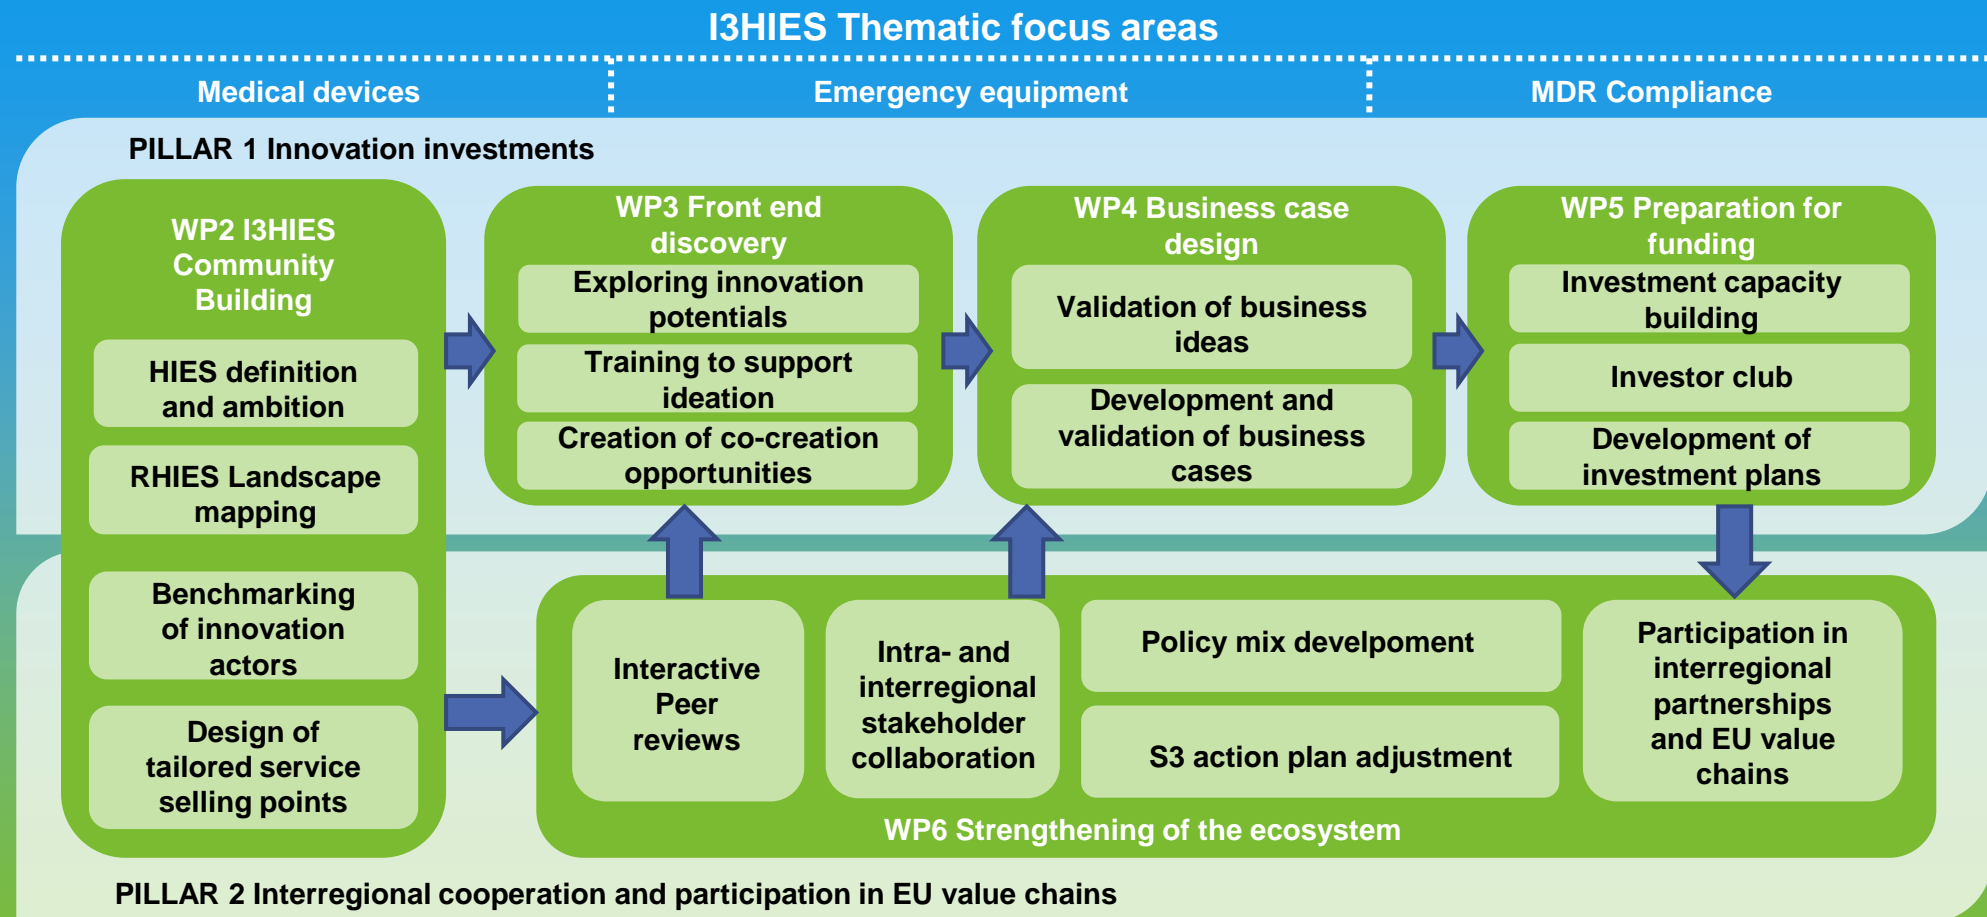 I3HIES Thematic focus areas
Medical devices
Emergency equipment
MDR Compliance
PILLAR 1 Innovation investments
WP2 I3HIES
Community
Building
HIES definition
and ambition
RHIES Landscape
mapping
Benchmarking
of innovation
actors
Design of
tailored service
selling points
WP3 Front end
discovery
Exploring innovation
potentials
Training to support
ideation
Creation of co-creation
opportunities
WP4 Business case
design
Validation of business
ideas
Development and
validation of business
cases
WP5 Preparation for
funding
Investment capacity
building
Investor club
Development of
investment plans
Interactive
Peer
reviews
Intra- and
interregional
stakeholder
collaboration
Policy mix develpoment
S3 action plan adjustment
Participation in
interregional
partnerships
and EU value
chains
WP6 Strengthening of the ecosystem
PILLAR 2 Interregional cooperation and participation in EU value chains